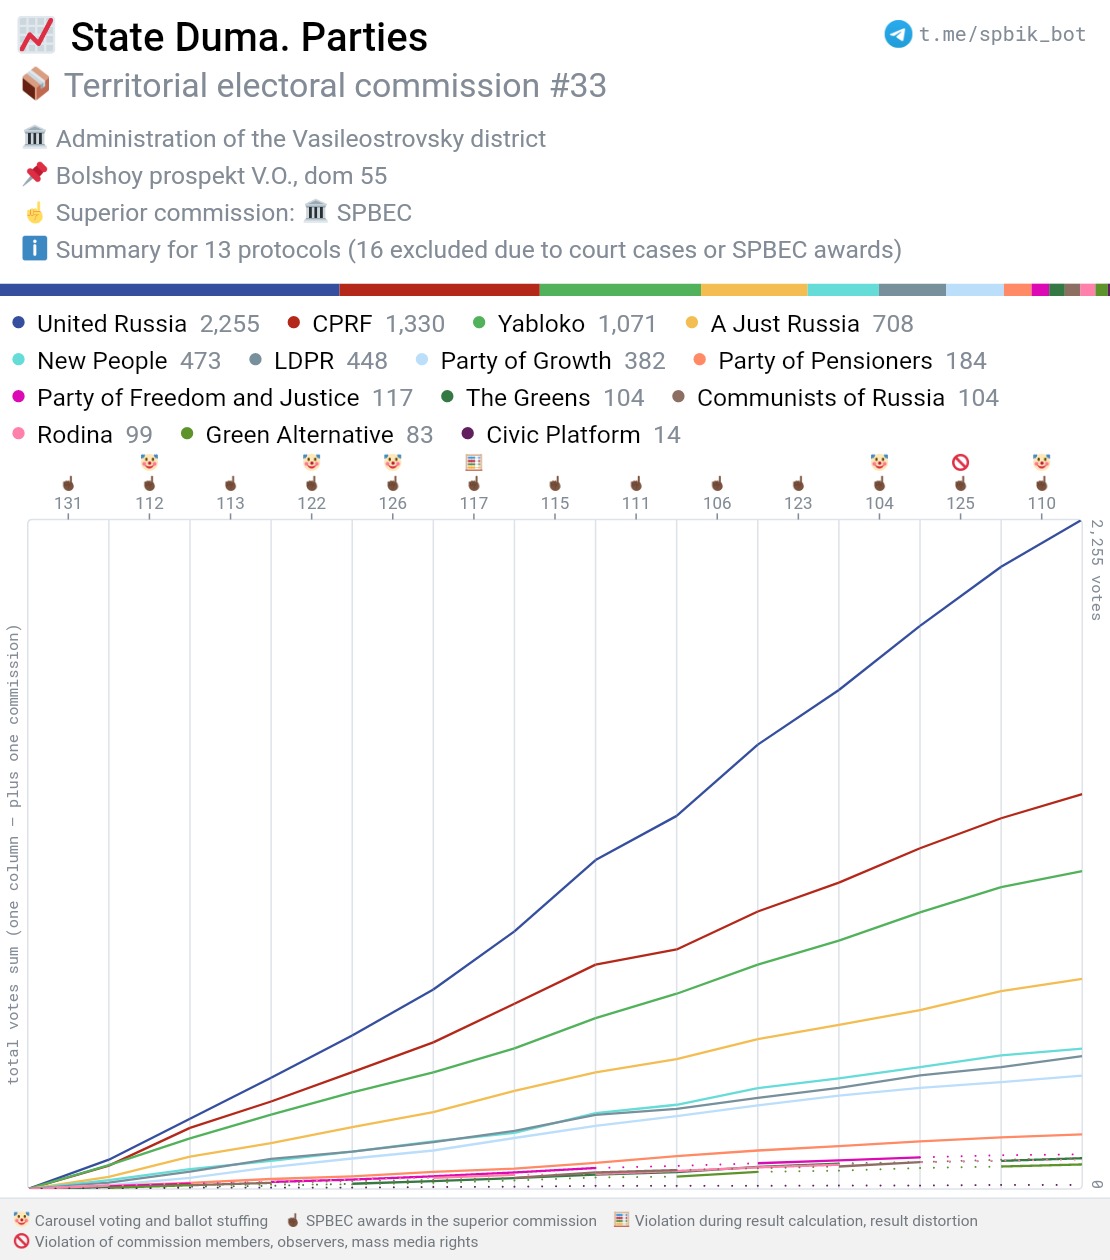 State Duma. Parties
t.me/spbik_bot
Territorial electoral commission #33
Administration of the Vasileostrovsky district
Bolshoy prospekt V.O., dom 55
Superior commission: SPBEC
Summary for 13 protocols (16 excluded due to court cases or SPBEC awards)
United Russia 2,255 CPRF 1,330 Yabloko 1,071 A Just Russia 708
New People 473 LDPR 448 Party of Growth 382 Party of Pensioners 184
Party of Freedom and Justice 117 The Greens 104 Communists of Russia 104
Rodina 99 Green Alternative 83 Civic Platform 14
131 112 113 122 126 117 115 111 106 123 104 125 110
2,255 votes
total votes sum (one column – plus one commission)
0
Carousel voting and ballot stuffing SPBEC awards in the superior commission Violation during result calculation, result distortion
Violation of commission members, observers, mass media rights